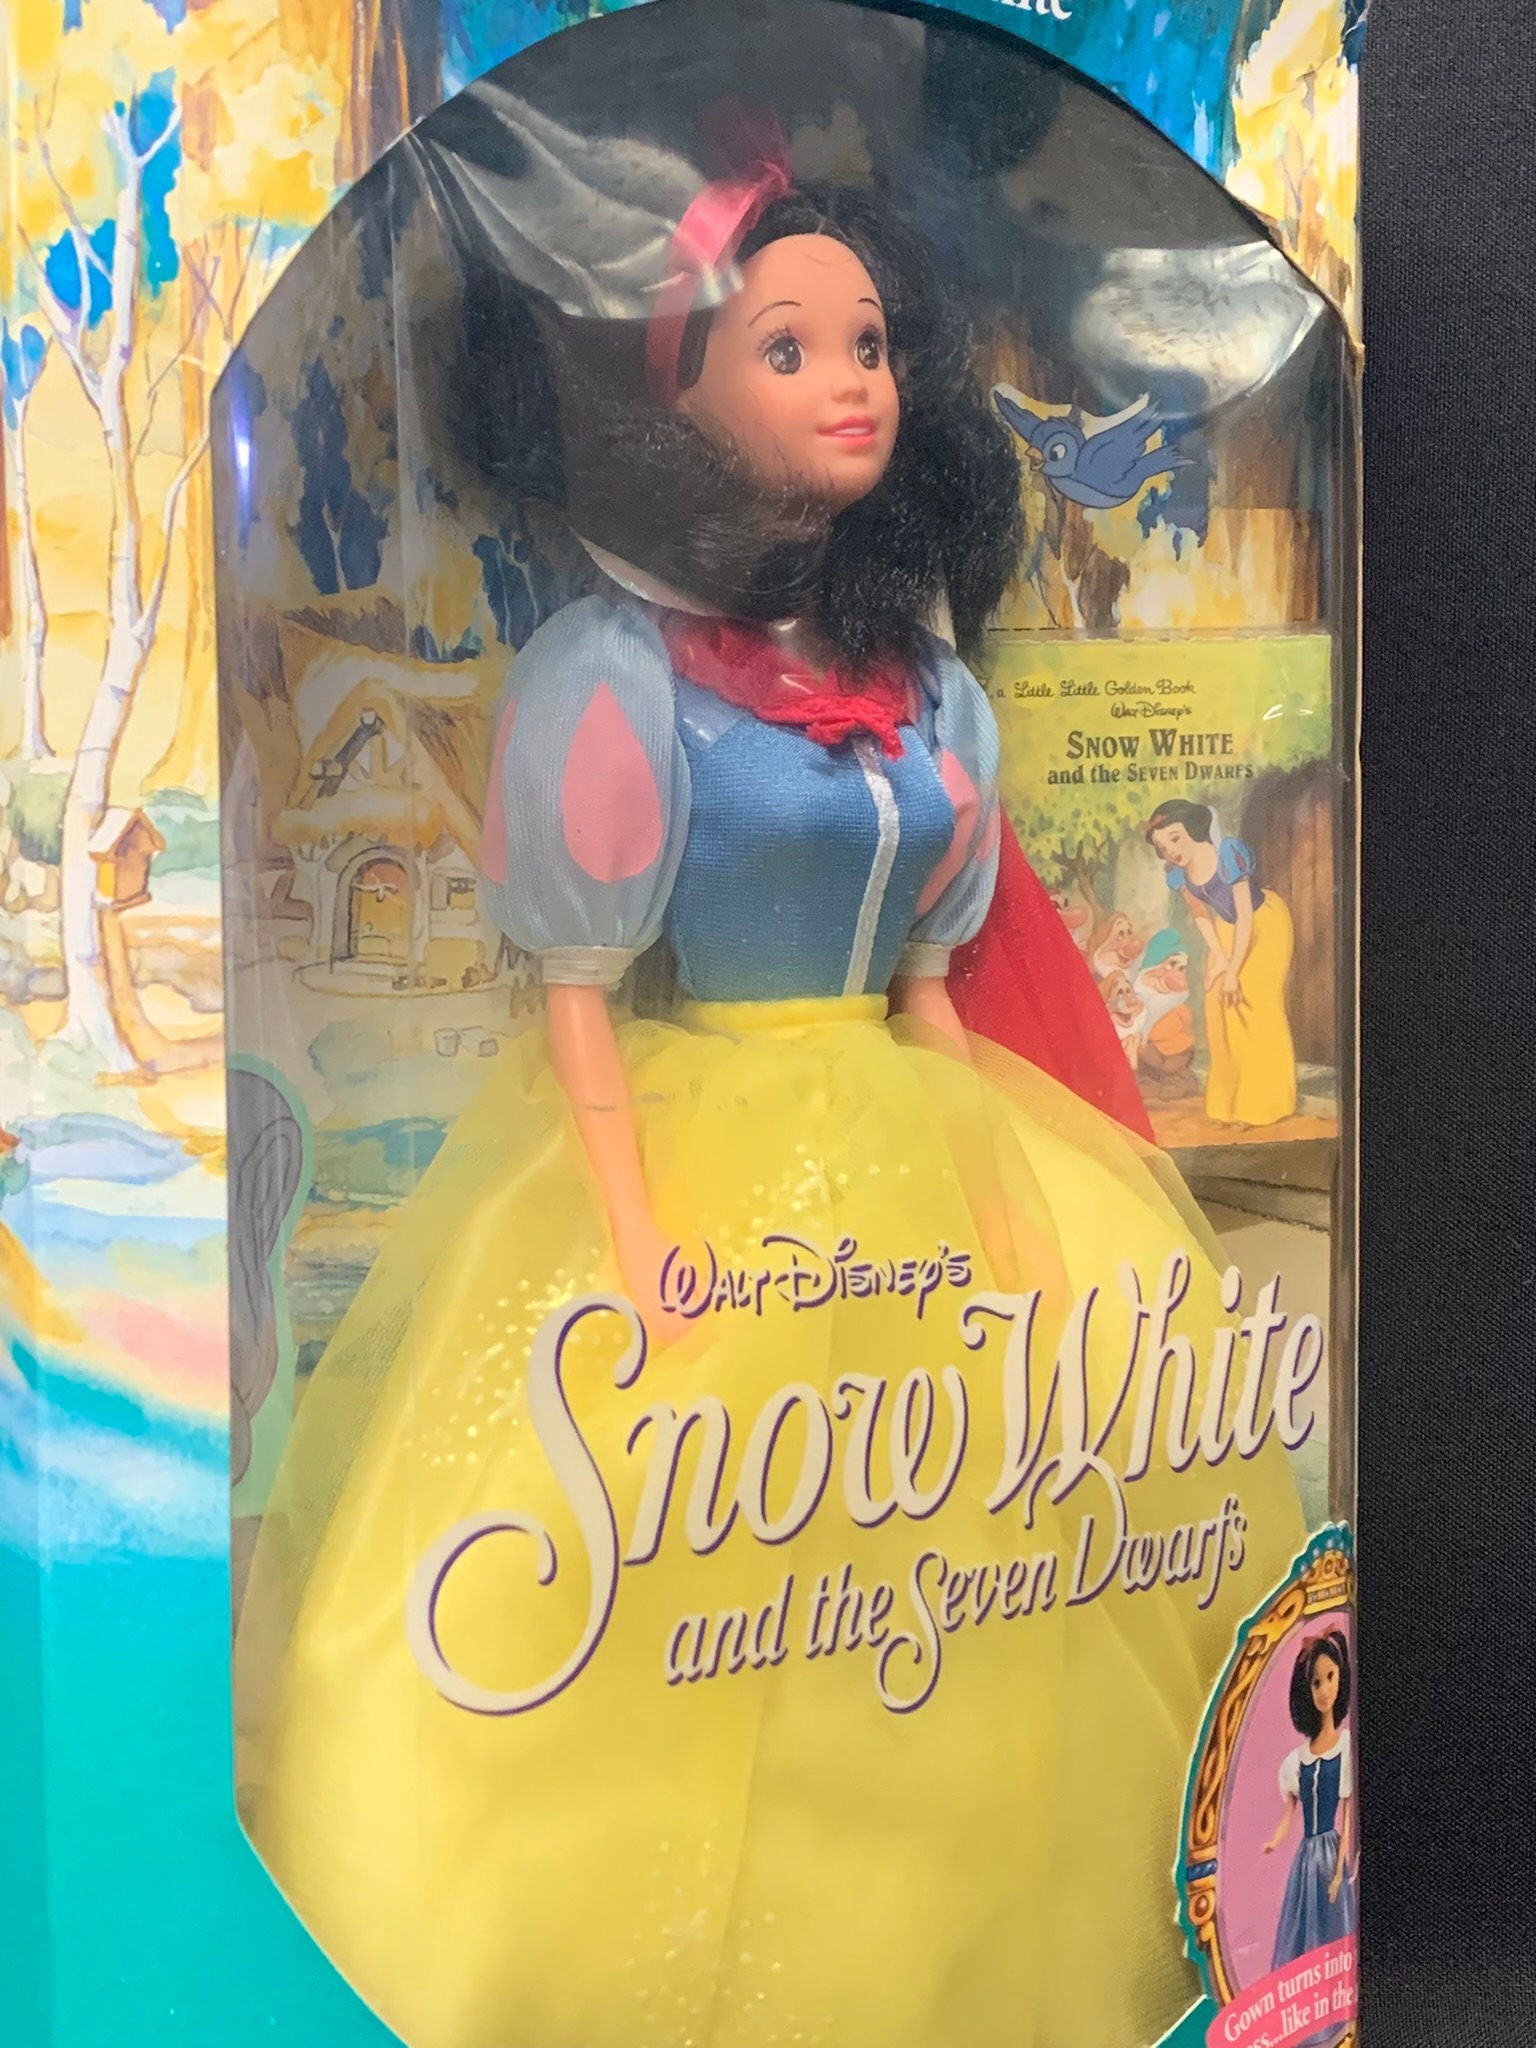 a Little Little Golden Book
Walt Disney's
SNOW WHITE
and the SEVEN DWARFS
WALT DISNEY'S
Snow White
and the Seven Dwarfs
Gown turns into
...like in the